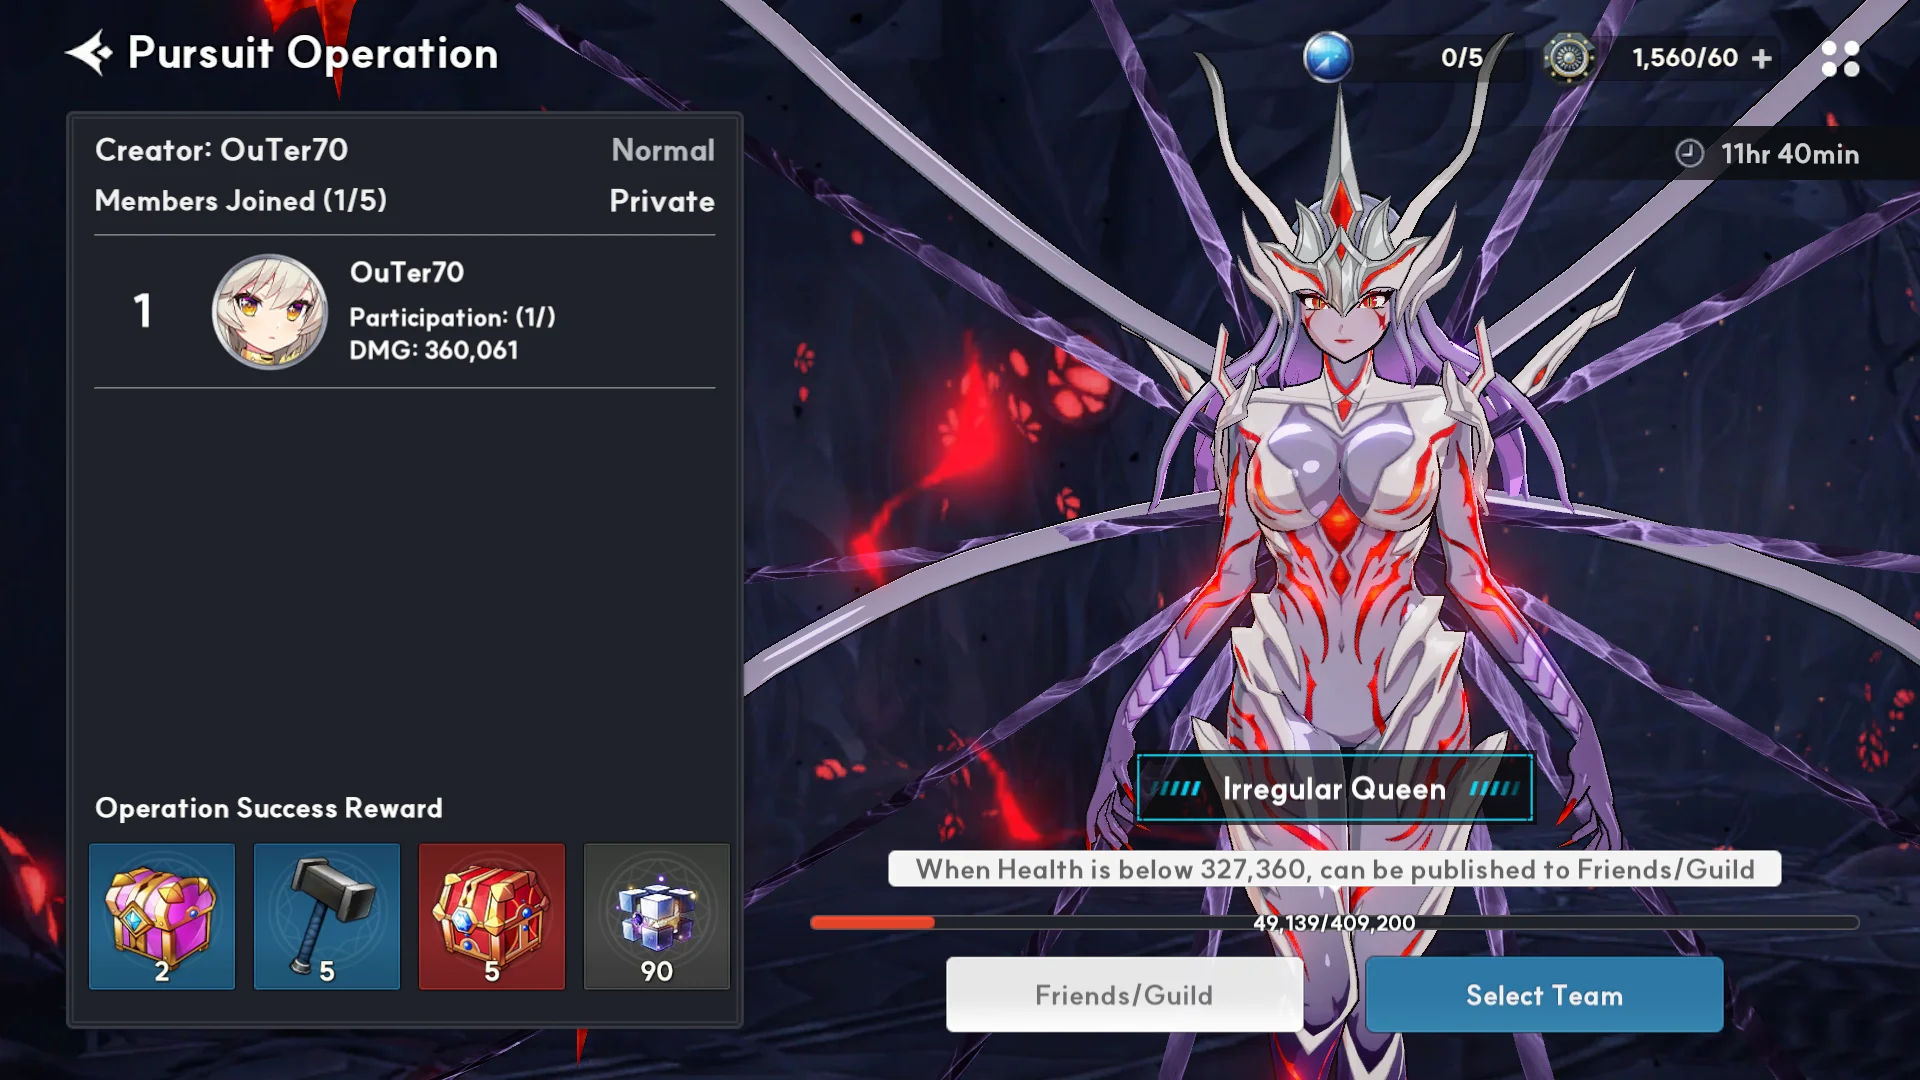 Pursuit Operation
0/5
1,560/60
11hr 40min
Creator: OuTer70
Normal
Members Joined (1/5)
Private
1
OuTer70
Participation: (1/)
DMG: 360,061
Operation Success Reward
2
5
5
90
Irregular Queen
When Health is below 327,360, can be published to Friends/Guild
49,139/409,200
Friends/Guild
Select Team